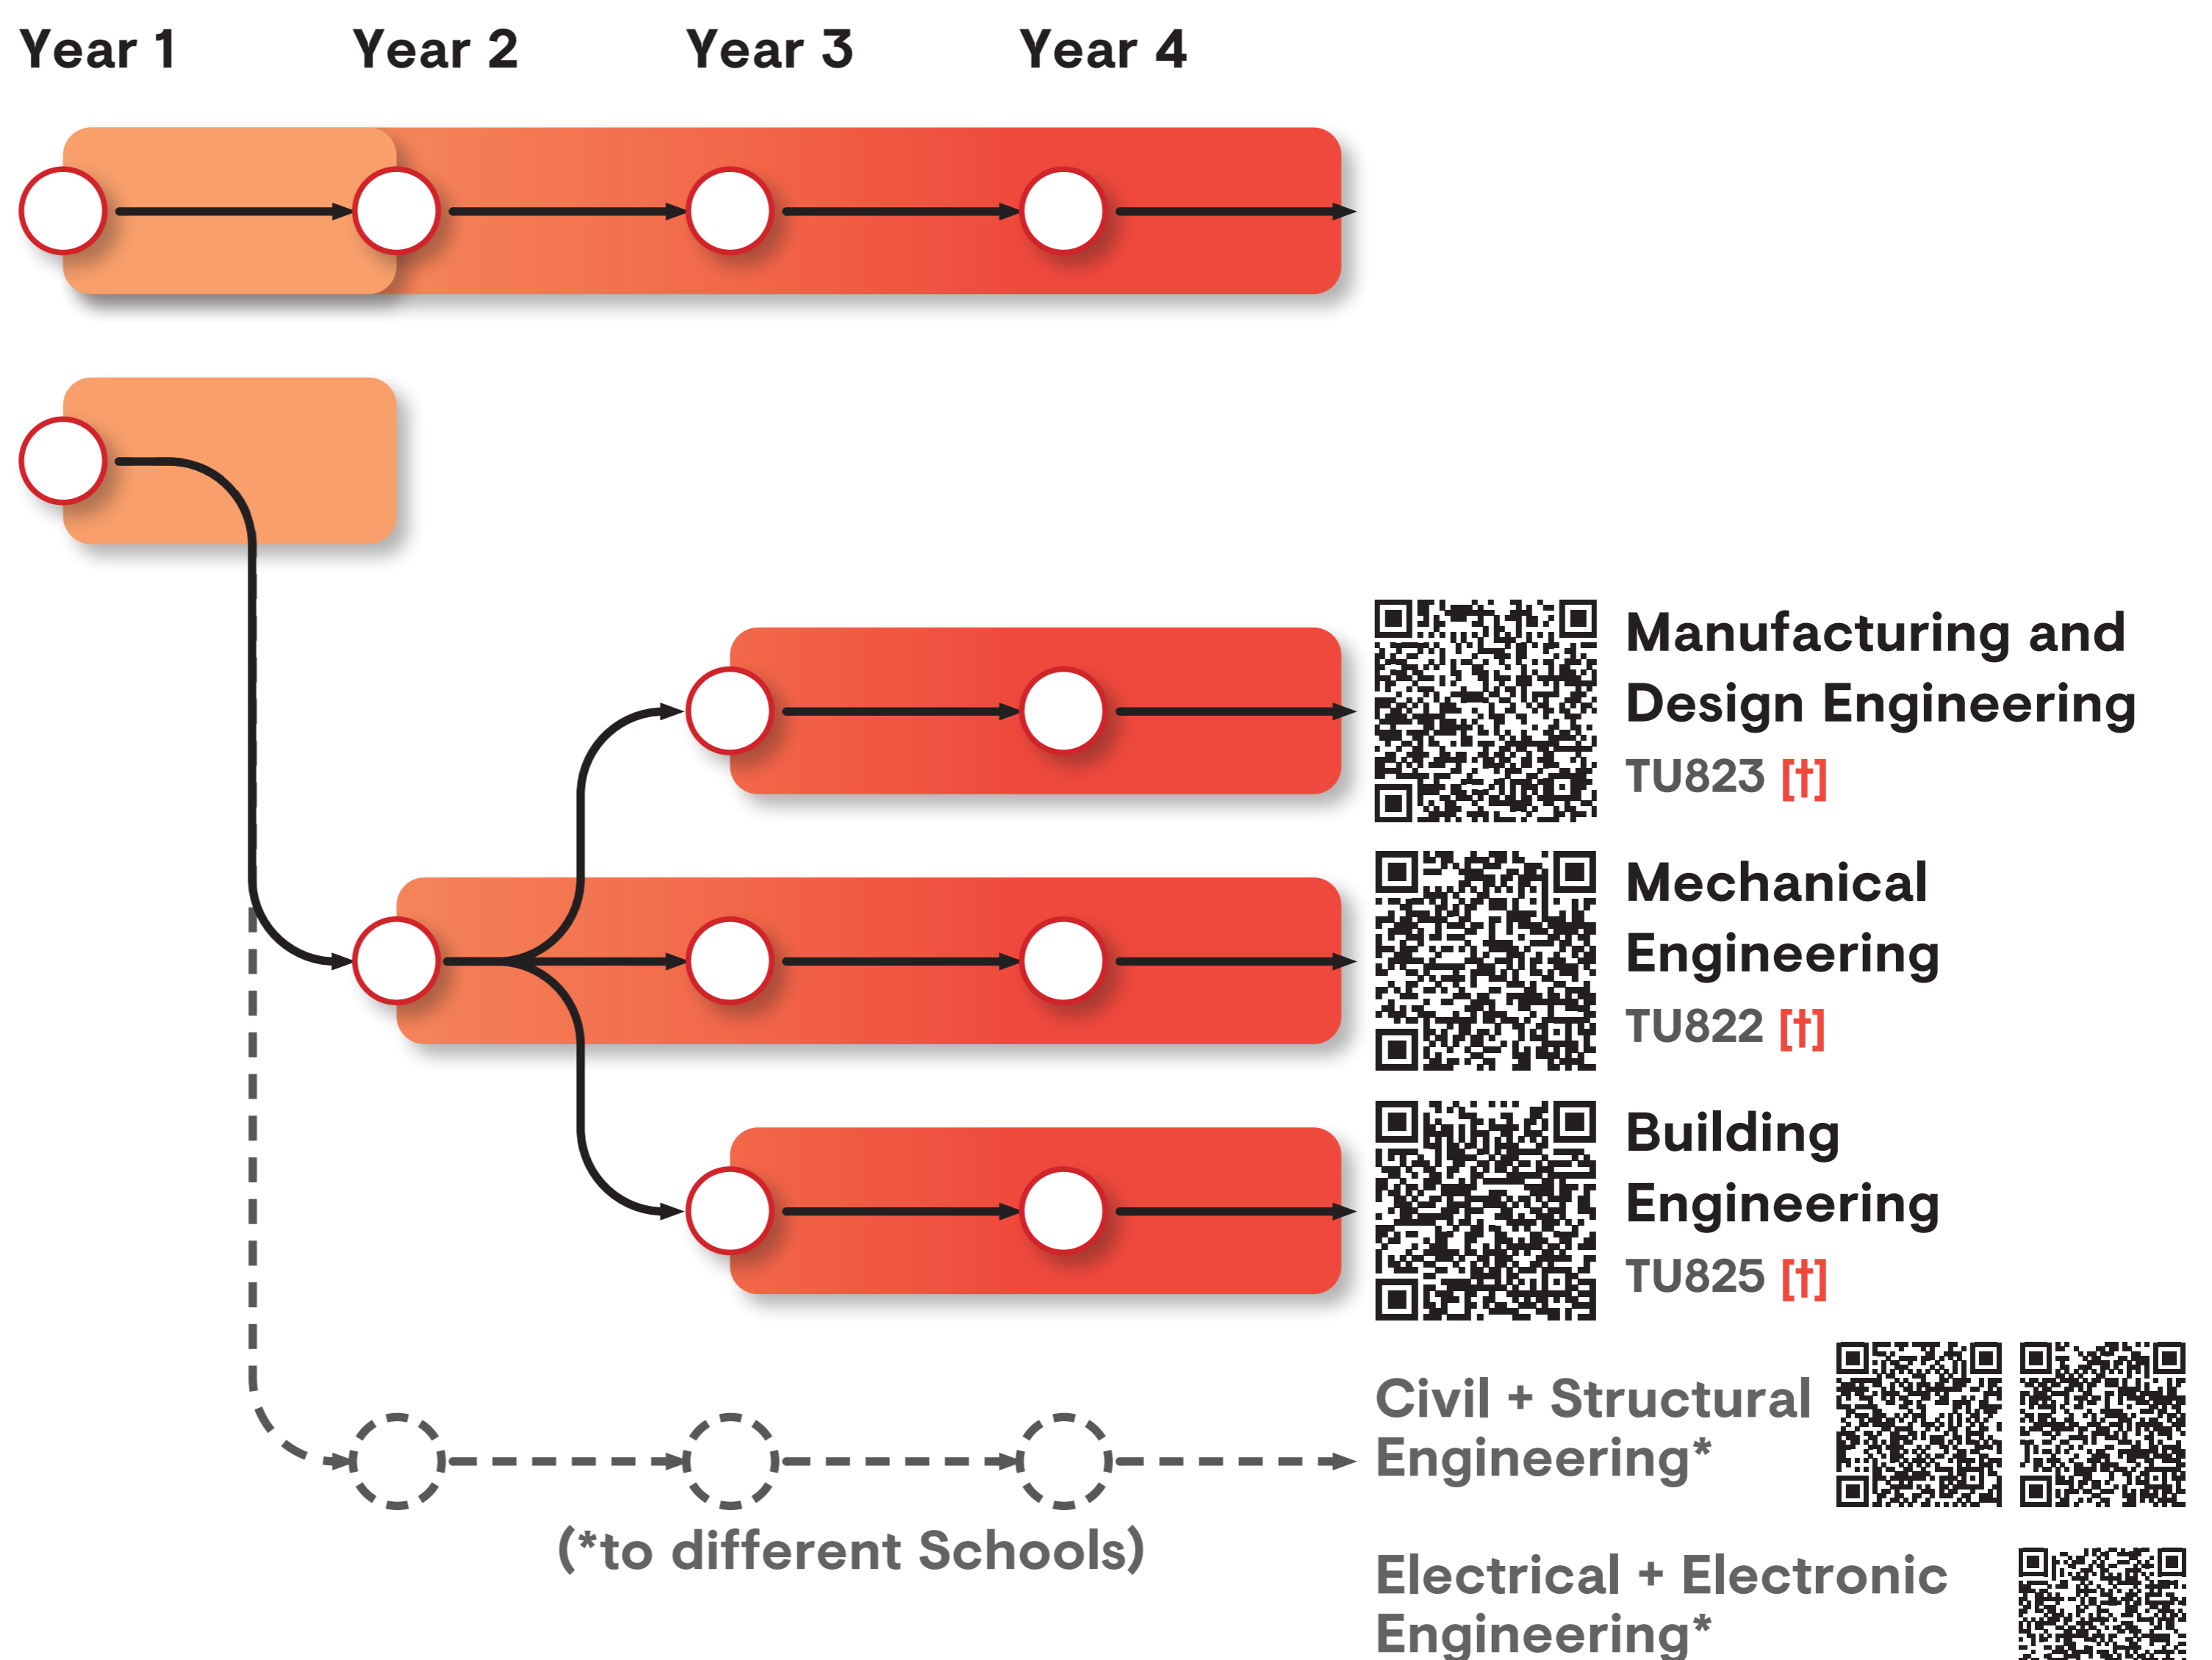 Year 1 Year 2 Year 3 Year 4
Manufacturing and
Design Engineering
TU823 [†]
Mechanical
Engineering
TU822 [†]
Building
Engineering
TU825 [†]
Civil + Structural
Engineering*
(*to different Schools)
Electrical + Electronic
Engineering*